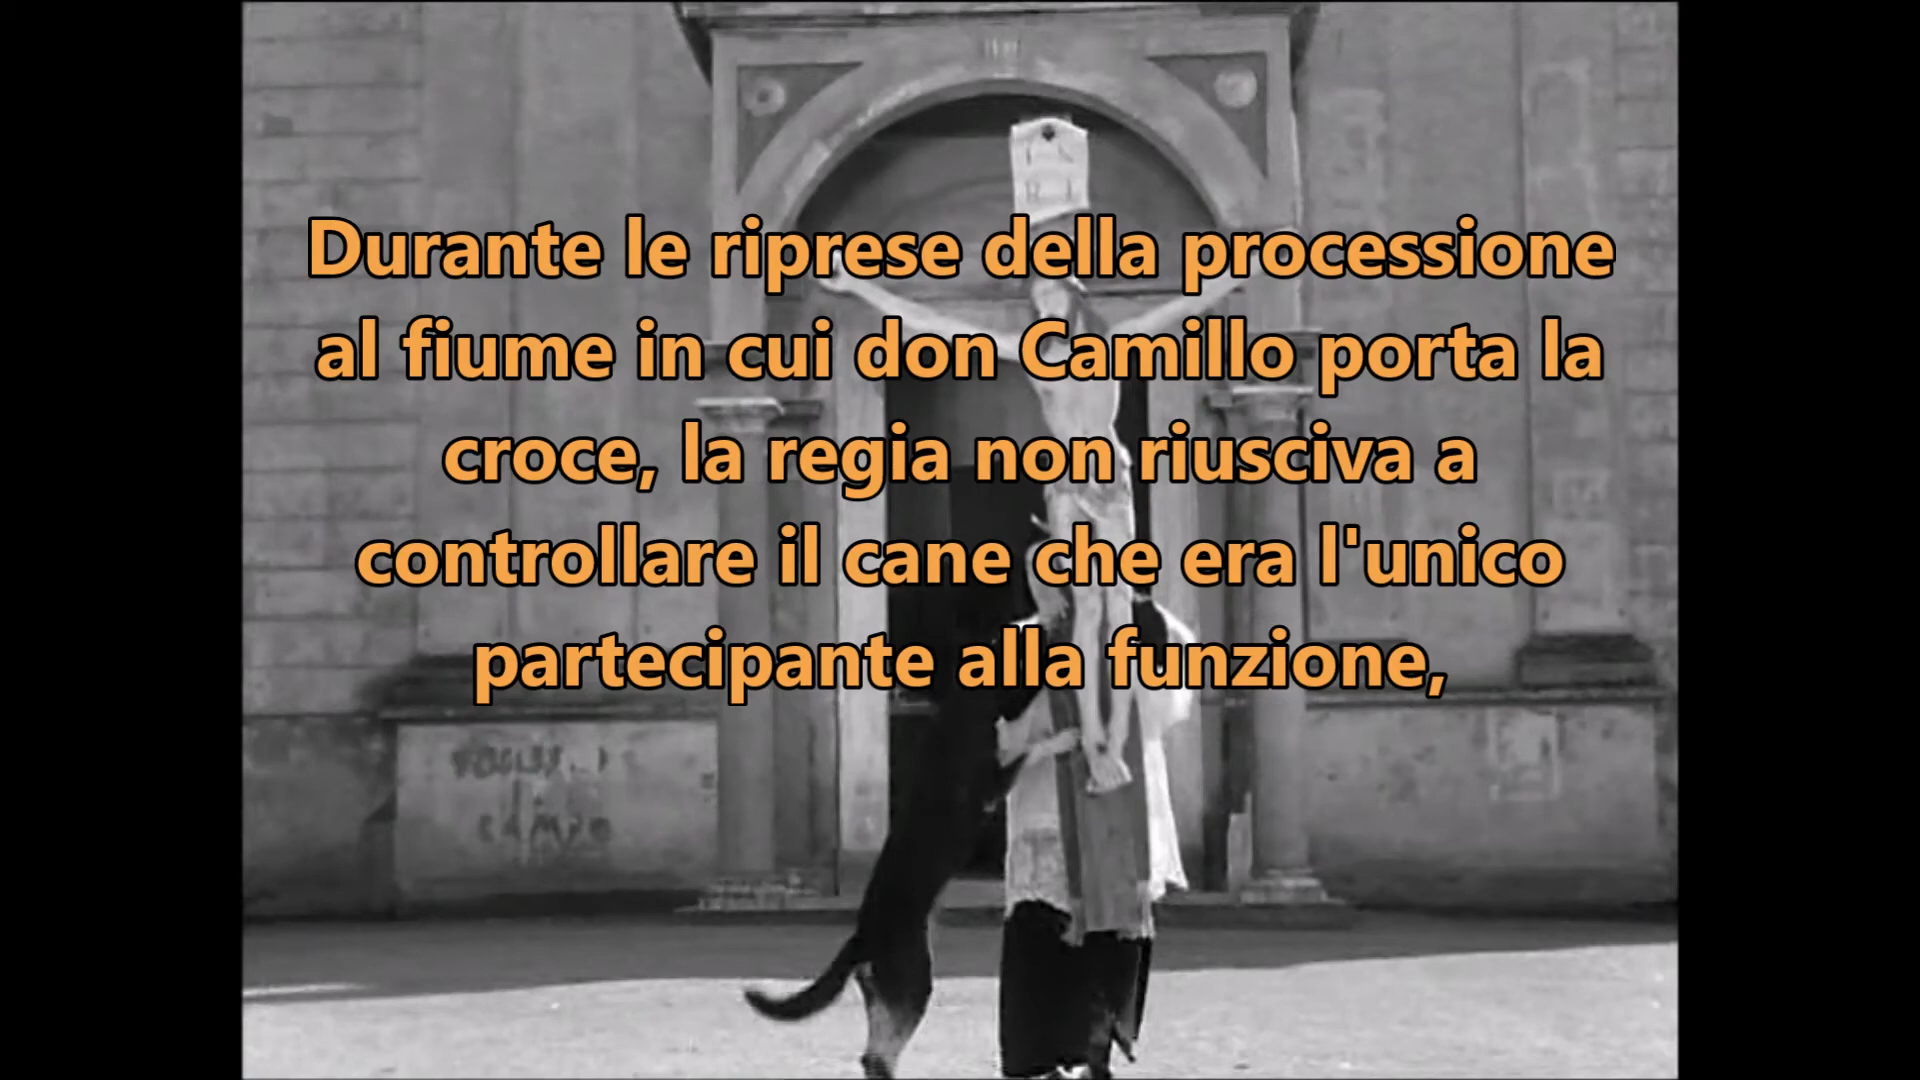 Durante le riprese della processione
al fiume in cui don Camillo porta la
croce, la regia non riusciva a
controllare il cane che era l'unico
partecipante alla funzione,